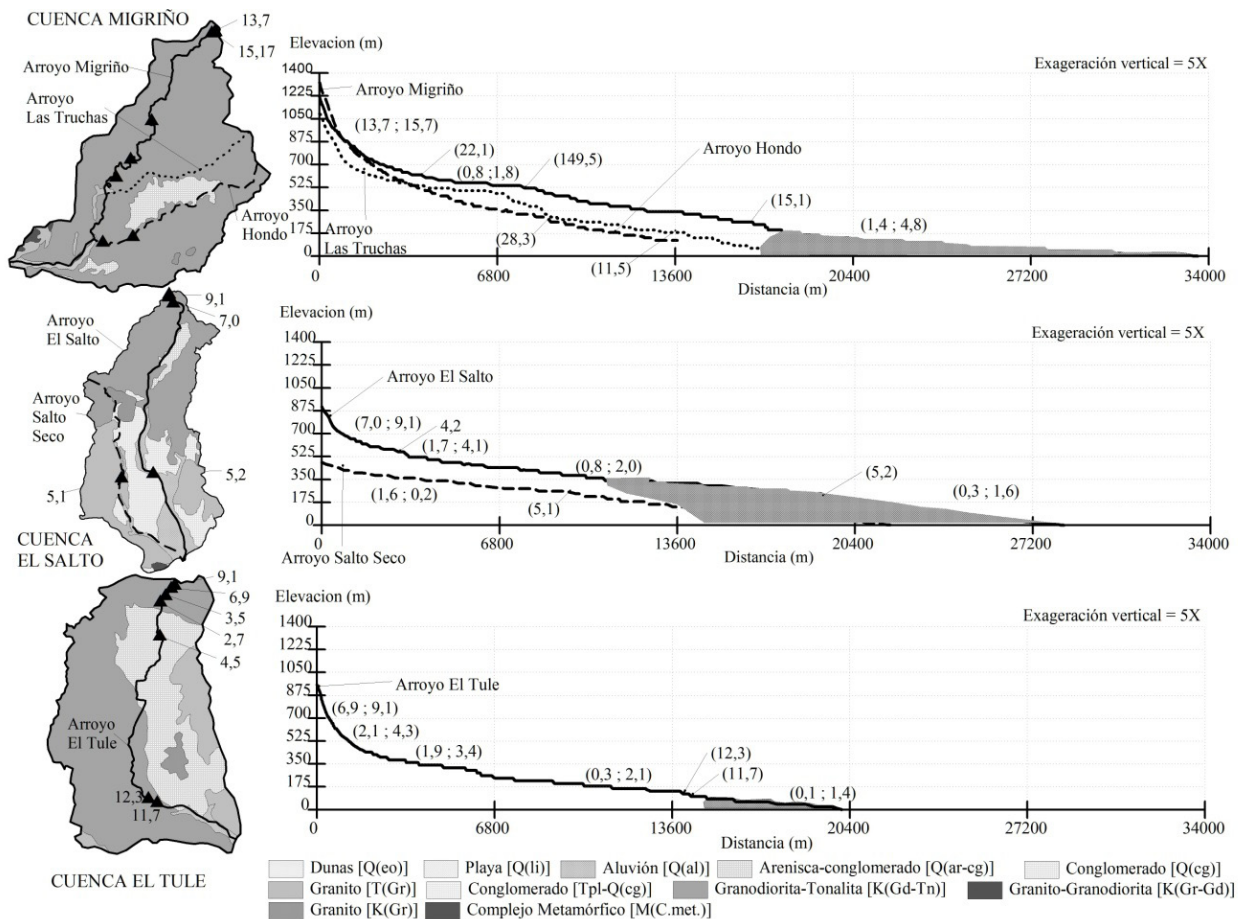 CUENCA MIGRIÑO
13,7
15,17
Arroyo Migriño
Arroyo
Las Truchas
Arroyo
Hondo
Elevacion (m)
Exageración vertical = 5X
1400
1225
1050
875
700
525
350
175
0
Arroyo Migriño
(13,7 ; 15,7)
(22,1)
(0,8 ; 1,8)
(149,5)
Arroyo Hondo
(15,1)
(1,4 ; 4,8)
Arroyo
Las Truchas
(28,3)
(11,5)
0
6800
13600
20400
27200
34000
Distancia (m)
9,1
7,0
Arroyo
El Salto
Arroyo
Salto
Seco
5,2
5,1
CUENCA
EL SALTO
Elevacion (m)
Exageración vertical = 5X
1400
1225
1050
875
700
525
350
175
0
Arroyo El Salto
(7,0 ; 9,1)
4,2
(1,7 ; 4,1)
(0,8 ; 2,0)
(5,2)
(0,3 ; 1,6)
(1,6 ; 0,2)
(5,1)
Arroyo Salto Seco
0
6800
13600
20400
27200
34000
Distancia (m)
9,1
6,9
3,5
2,7
4,5
Arroyo
El Tule
12,3
11,7
CUENCA EL TULE
Elevacion (m)
Exageración vertical = 5X
1400
1225
1050
875
700
525
350
175
0
Arroyo El Tule
(6,9 ; 9,1)
(2,1 ; 4,3)
(1,9 ; 3,4)
(0,3 ; 2,1)
(12,3)
(11,7)
(0,1 ; 1,4)
0
6800
13600
20400
27200
34000
Distancia (m)
Dunas [Q(eo)] Playa [Q(li)] Aluvión [Q(al)] Arenisca-conglomerado [Q(ar-cg)] Conglomerado [Q(cg)]
Granito [T(Gr)] Conglomerado [Tpl-Q(cg)] Granodiorita-Tonalita [K(Gd-Tn)] Granito-Granodiorita [K(Gr-Gd)]
Granito [K(Gr)] Complejo Metamórfico [M(C.met.)]